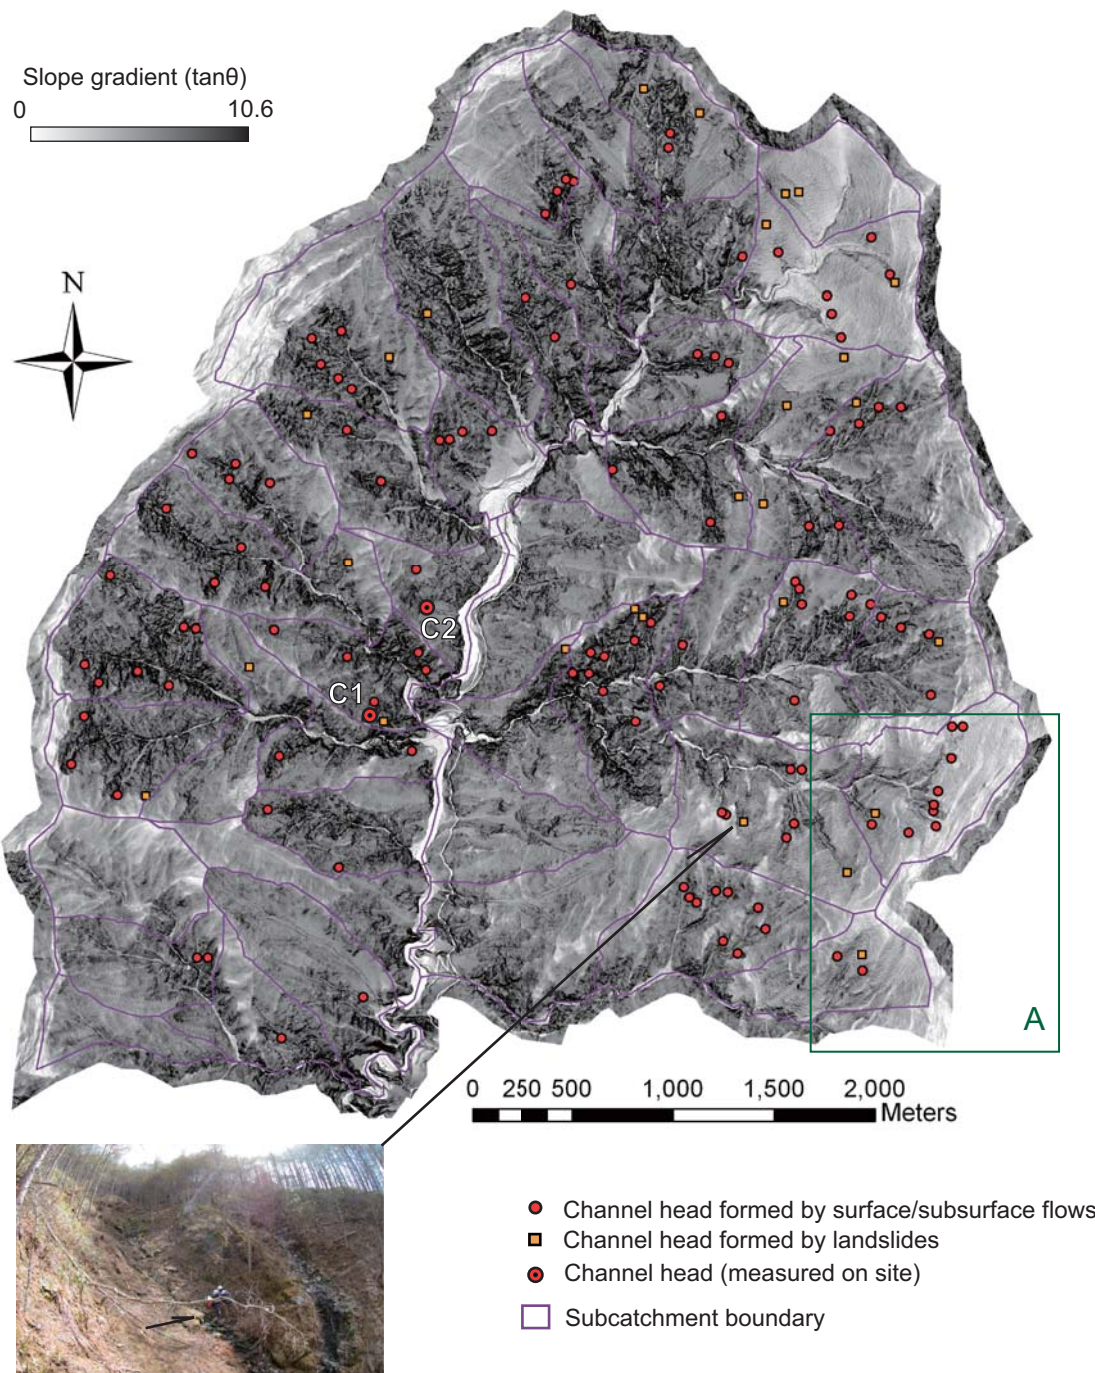 Slope gradient (tanθ)
0 10.6
N
C2
C1
A
0 250 500 1,000 1,500 2,000
Meters
Channel head formed by surface/subsurface flows
Channel head formed by landslides
Channel head (measured on site)
Subcatchment boundary